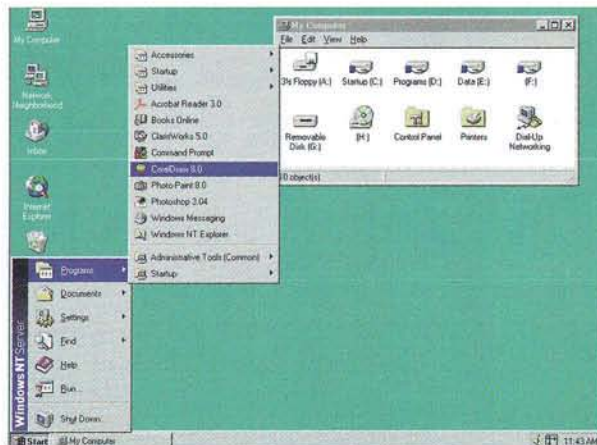 My Computer
Network
Neighborhood
Inbox
Internet
Explorer
Accessories
Startup
Utilities
Acrobat Reader 3.0
Books Online
ClarisWorks 5.0
Command Prompt
CorelDraw 8.0
Photo-Paint 8.0
Photoshop 3.04
Windows Messaging
Windows NT Explorer
Administrative Tools (Common)
Startup
Programs
Documents
Settings
Find
Help
Run...
Shut Down...
Windows NT Server
My Computer
File Edit View Help
3½ Floppy (A:) Startup (C:) Programs (D:) Data (E:) (F:)
Removable
Disk (G:)
(H:) Control Panel Printers Dial-Up
Networking
10 object(s)
Start My Computer 11:43 AM